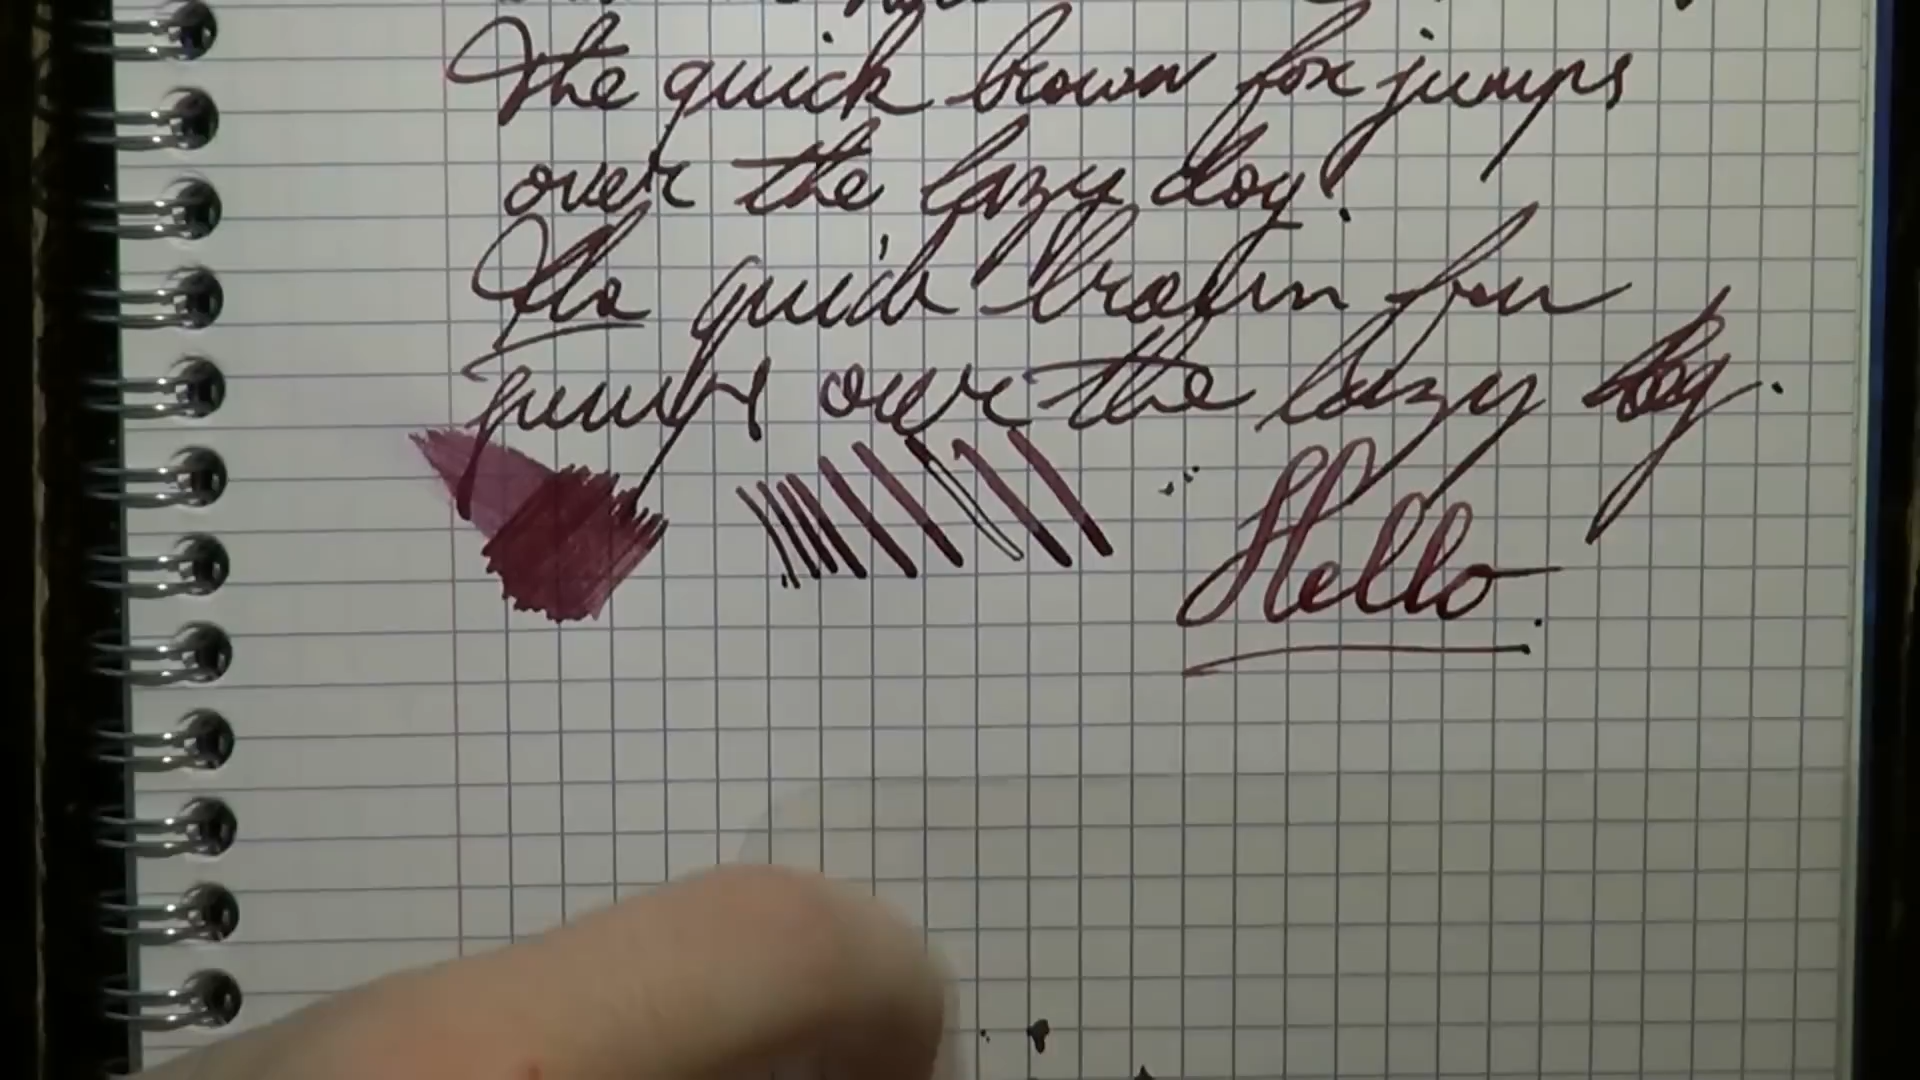 The quick brown fox jumps
over the lazy dog!
The quick brown fox
jumps over the lazy dog.
Hello.